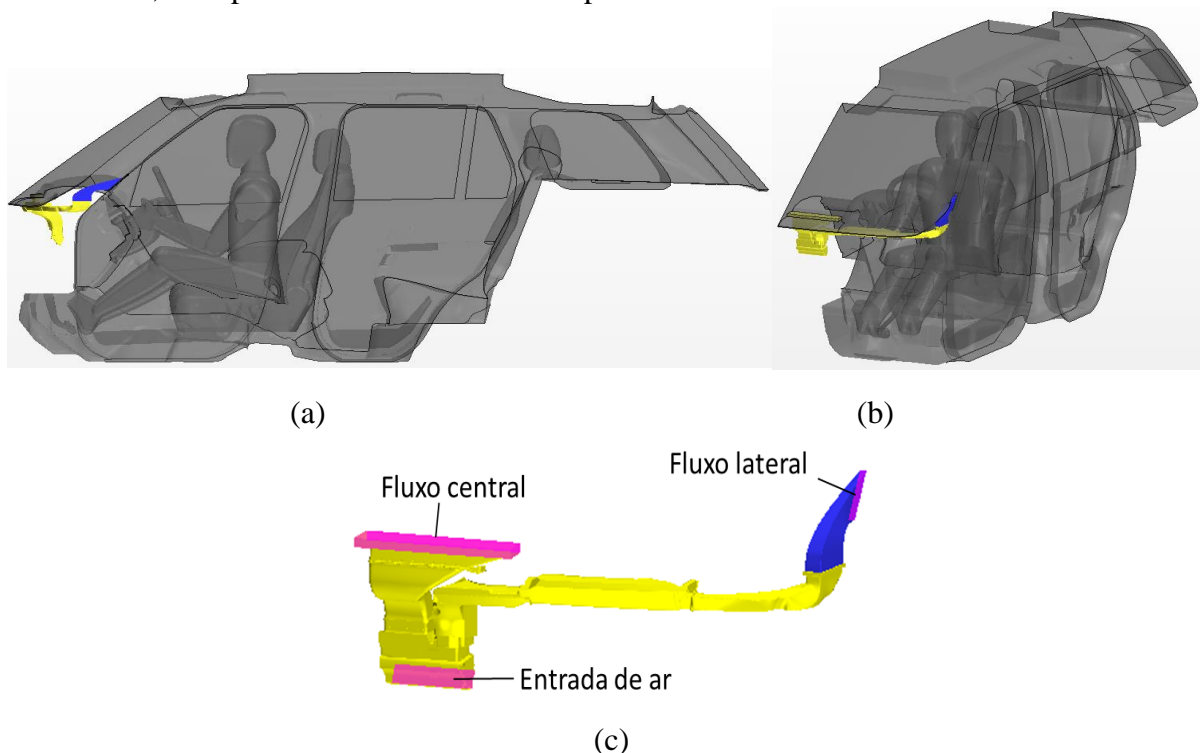 (a)
(b)
Fluxo lateral
Fluxo central
Entrada de ar
(c)